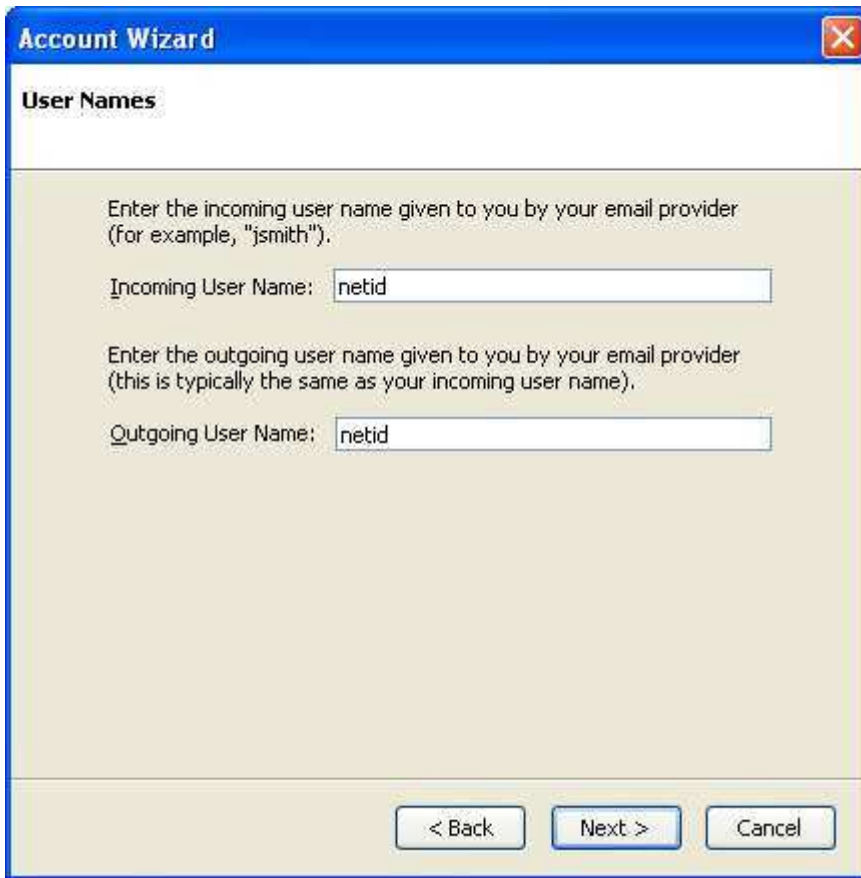 Account Wizard
User Names
Enter the incoming user name given to you by your email provider
(for example, "jsmith").
Incoming User Name: netid
Enter the outgoing user name given to you by your email provider
(this is typically the same as your incoming user name).
Outgoing User Name: netid
< Back Next > Cancel